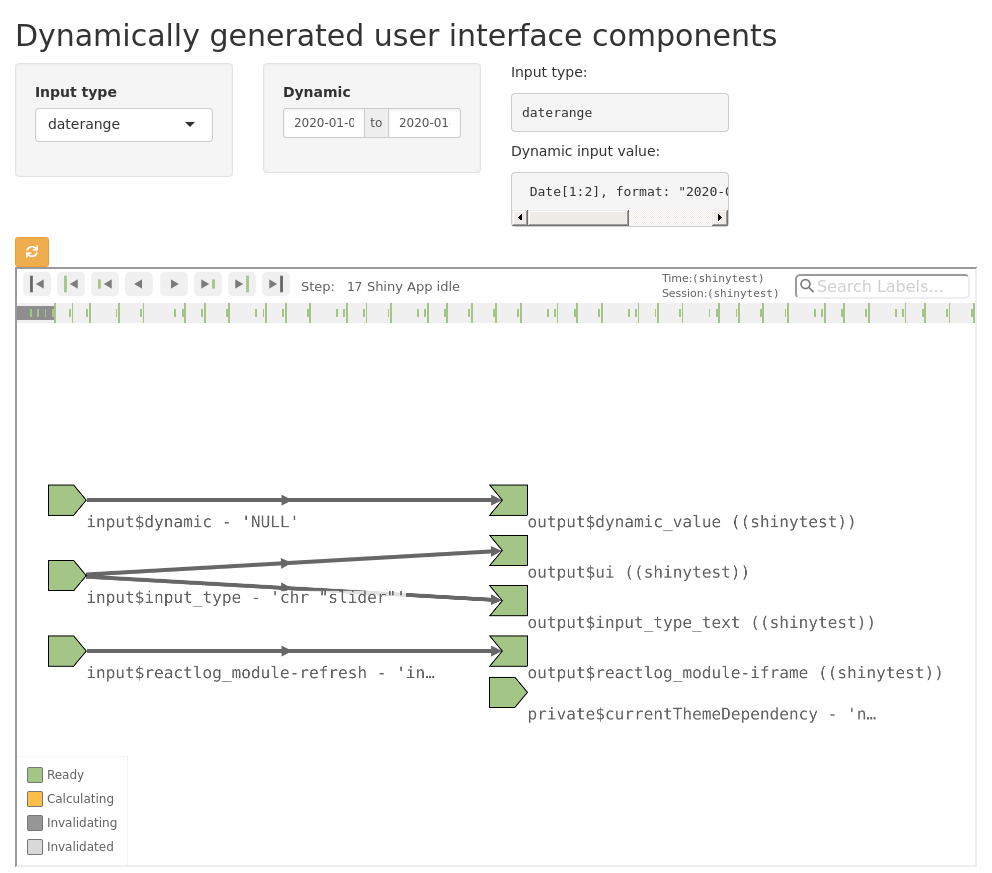 Dynamically generated user interface components
Input type
daterange
Dynamic
2020-01-0
to
2020-01-
Input type:
daterange
Dynamic input value:
Date[1:2], format: "2020-0
Step: 17 Shiny App idle
Time:(shinytest)
Session:(shinytest)
Search Labels...
input$dynamic - 'NULL'
output$dynamic_value ((shinytest))
output$ui ((shinytest))
input$input_type - 'chr "slider"'
output$input_type_text ((shinytest))
input$reactlog_module-refresh - 'in…
output$reactlog_module-iframe ((shinytest))
private$currentThemeDependency - 'n…
Ready
Calculating
Invalidating
Invalidated